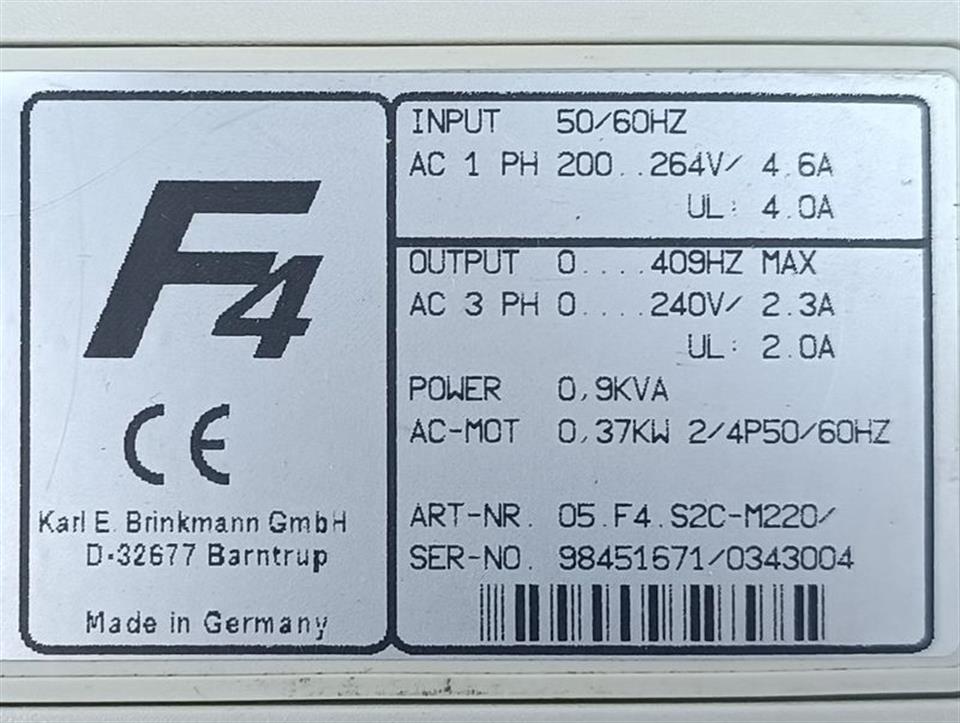 F4
CE
Karl E. Brinkmann GmbH
D-32677 Barntrup
Made in Germany
INPUT 50/60HZ
AC 1 PH 200..264V/ 4.6A
UL: 4.0A
OUTPUT 0....409HZ MAX
AC 3 PH 0....240V/ 2.3A
UL: 2.0A
POWER 0,9KVA
AC-MOT 0,37KW 2/4P50/60HZ
ART-NR. 05.F4.S2C-M220/
SER-NO. 98451671/0343004